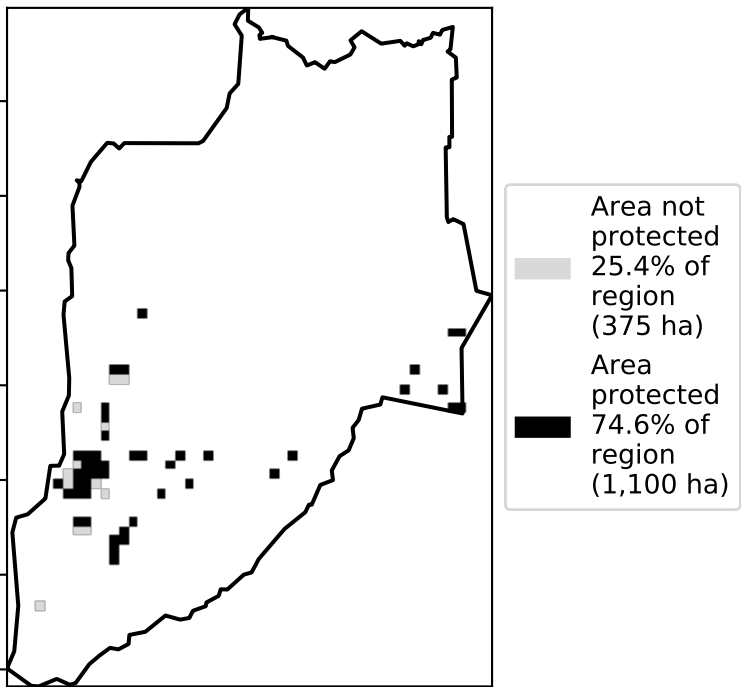 Area not
protected
25.4% of
region
(375 ha)
Area
protected
74.6% of
region
(1,100 ha)